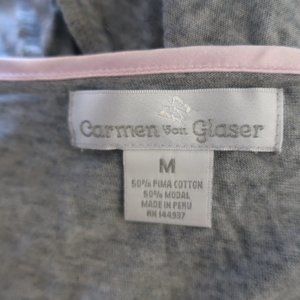 Carmen von Glaser
M
50% PIMA COTTON
50% MODAL
MADE IN PERU
RN 144937